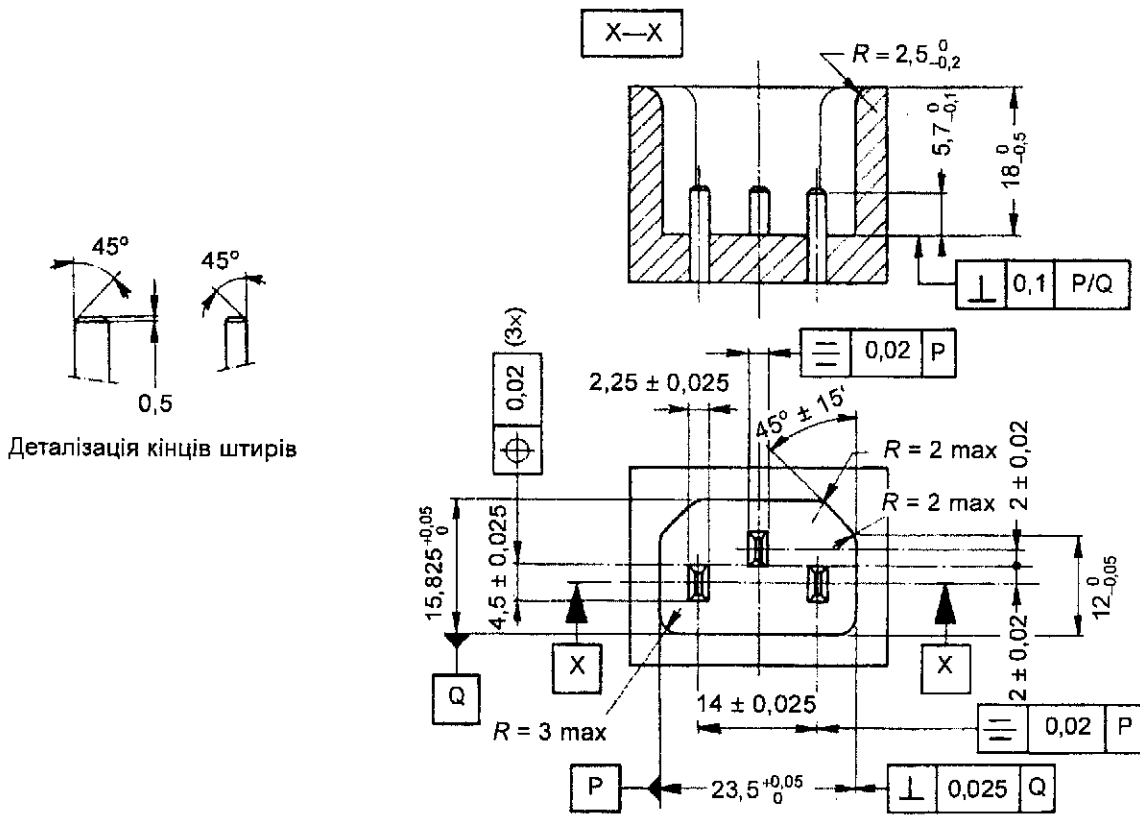 X—X
R = 2,5 0 –0,2
5,7 0 –0,1
18 0 –0,5
⊥ 0,1 P/Q
45° 45°
0,5
Деталізація кінців штирів
⌖ 0,02 (3x)
2,25 ± 0,025
⌯ 0,02 P
45° ± 15'
R = 2 max
R = 2 max
2 ± 0,02
15,825 +0,05 0
4,5 ± 0,025
12 0 –0,05
2 ± 0,02
X X
Q
14 ± 0,025
R = 3 max
⌯ 0,02 P
P
23,5 +0,05 0
⊥ 0,025 Q